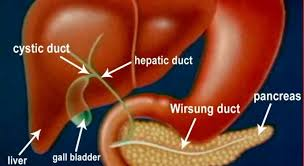 cystic duct
hepatic duct
pancreas
Wirsung duct
liver
gall bladder